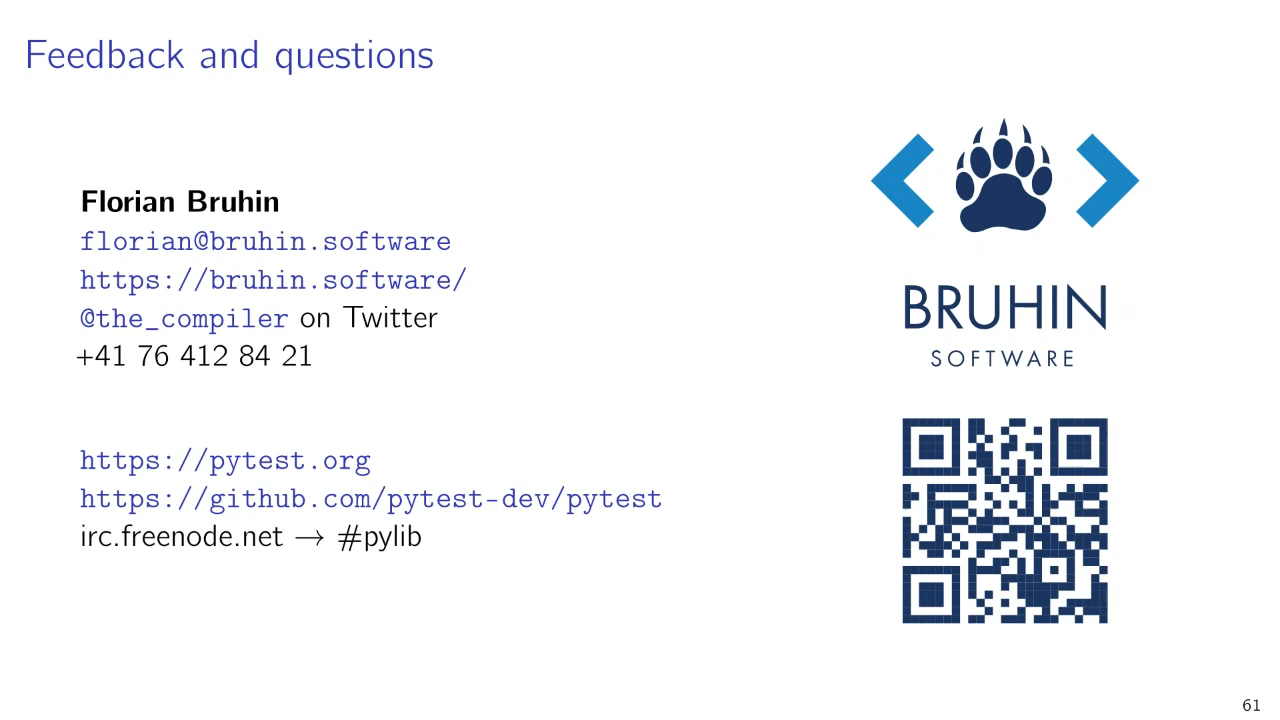 Feedback and questions
Florian Bruhin
florian@bruhin.software
https://bruhin.software/
@the_compiler on Twitter
+41 76 412 84 21
https://pytest.org
https://github.com/pytest-dev/pytest
irc.freenode.net → #pylib
BRUHIN
SOFTWARE
61